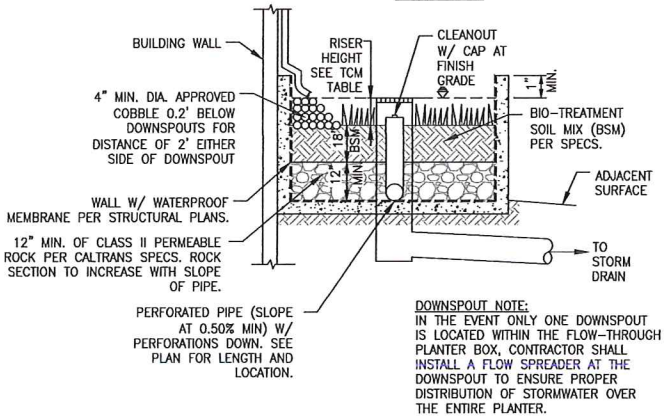 BUILDING WALL
RISER
HEIGHT
SEE TCM
TABLE
CLEANOUT
W/ CAP AT
FINISH
GRADE
1"
MIN.
4" MIN. DIA. APPROVED
COBBLE 0.2' BELOW
DOWNSPOUTS FOR
DISTANCE OF 2' EITHER
SIDE OF DOWNSPOUT
18"
BSM
12"
MIN.
BIO-TREATMENT
SOIL MIX (BSM)
PER SPECS.
ADJACENT
SURFACE
WALL W/ WATERPROOF
MEMBRANE PER STRUCTURAL PLANS.
12" MIN. OF CLASS II PERMEABLE
ROCK PER CALTRANS SPECS. ROCK
SECTION TO INCREASE WITH SLOPE
OF PIPE.
TO
STORM
DRAIN
PERFORATED PIPE (SLOPE
AT 0.50% MIN) W/
PERFORATIONS DOWN. SEE
PLAN FOR LENGTH AND
LOCATION.
DOWNSPOUT NOTE:
IN THE EVENT ONLY ONE DOWNSPOUT
IS LOCATED WITHIN THE FLOW-THROUGH
PLANTER BOX, CONTRACTOR SHALL
INSTALL A FLOW SPREADER AT THE
DOWNSPOUT TO ENSURE PROPER
DISTRIBUTION OF STORMWATER OVER
THE ENTIRE PLANTER.